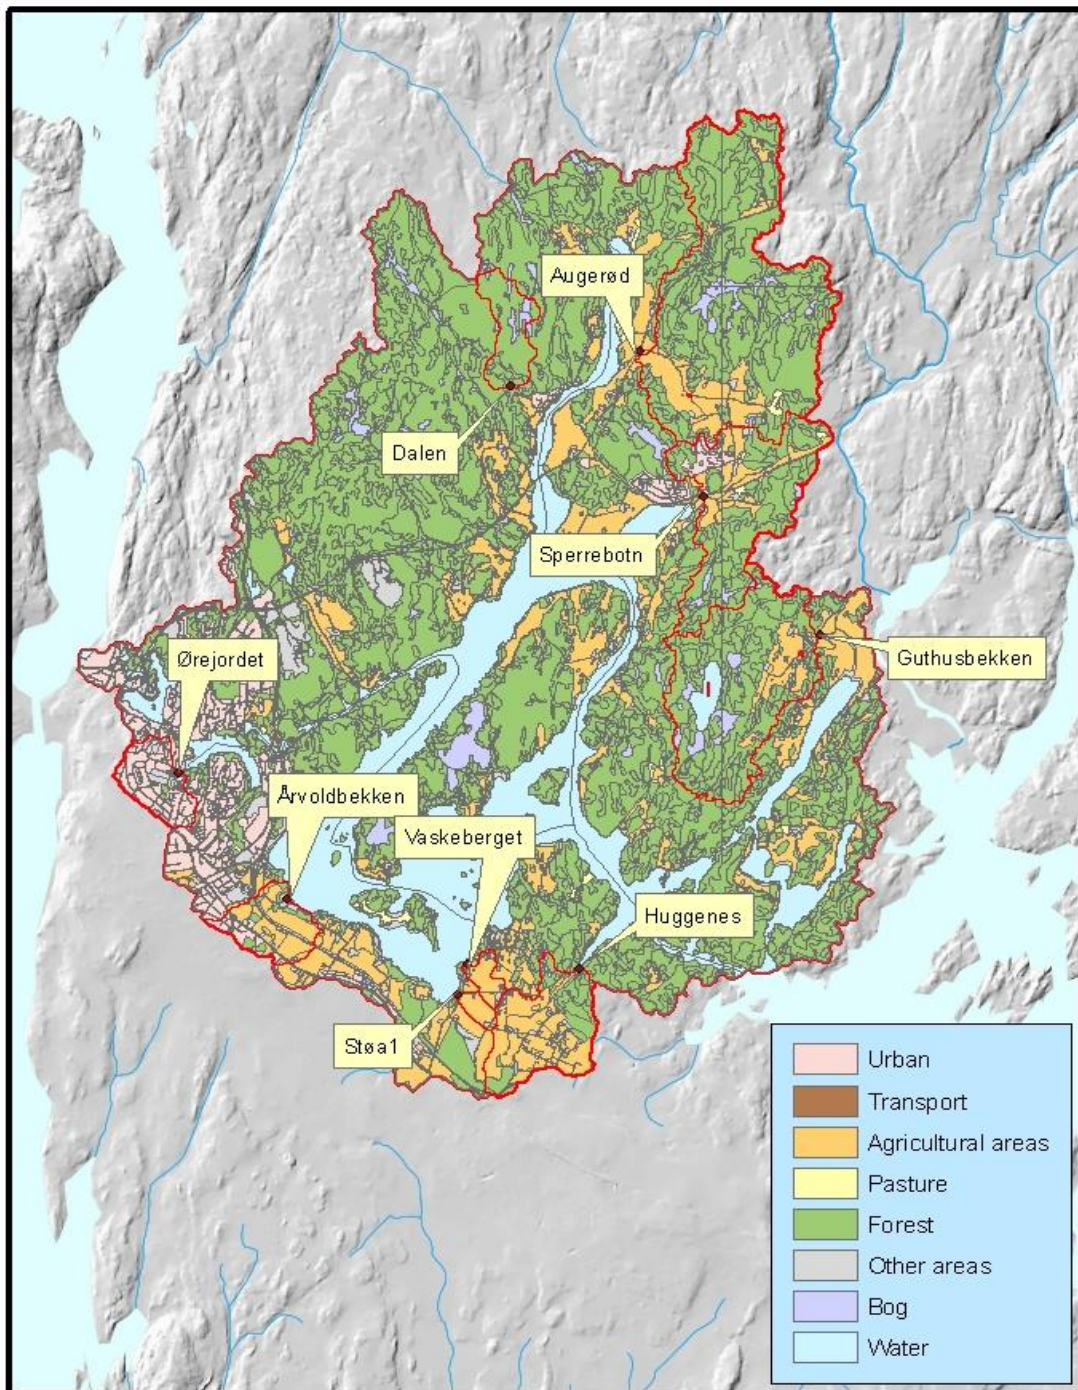 Augerød
Dalen
Sperrebotn
Ørejordet
Guthusbekken
Årvoldbekken
Vaskeberget
Huggenes
Støa1
Urban
Transport
Agricultural areas
Pasture
Forest
Other areas
Bog
Water